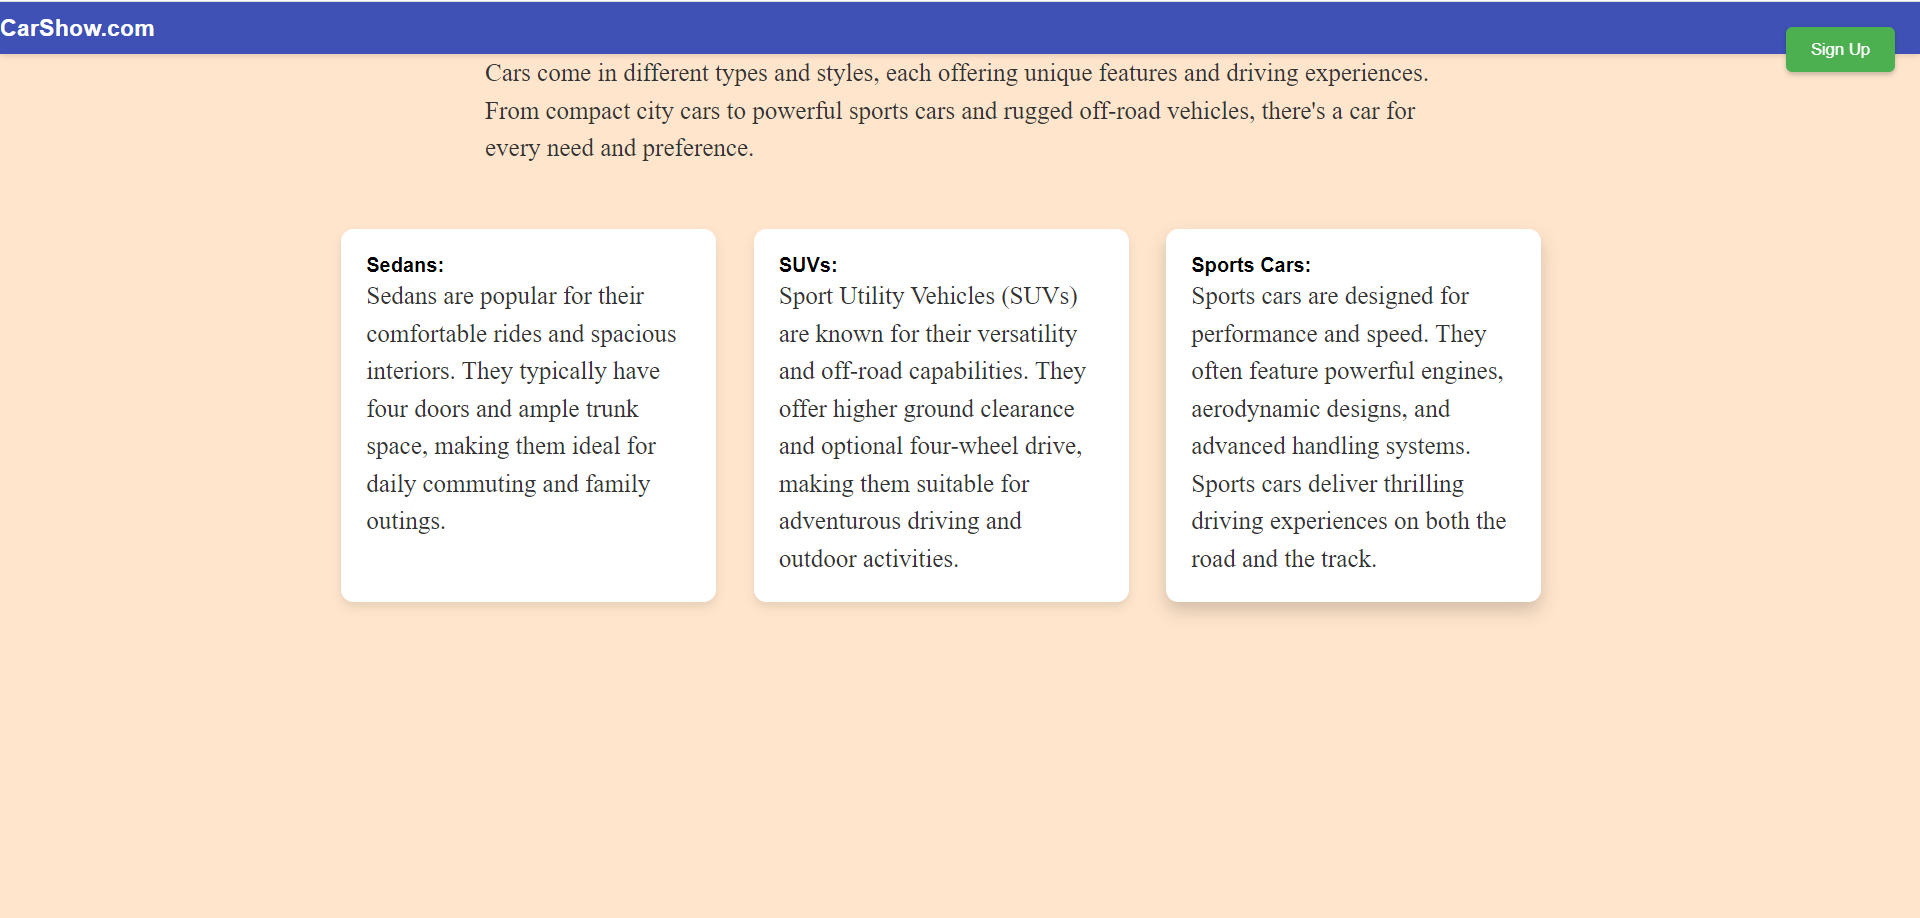 CarShow.com
Sign Up
Cars come in different types and styles, each offering unique features and driving experiences.
From compact city cars to powerful sports cars and rugged off-road vehicles, there's a car for
every need and preference.
Sedans:
Sedans are popular for their
comfortable rides and spacious
interiors. They typically have
four doors and ample trunk
space, making them ideal for
daily commuting and family
outings.
SUVs:
Sport Utility Vehicles (SUVs)
are known for their versatility
and off-road capabilities. They
offer higher ground clearance
and optional four-wheel drive,
making them suitable for
adventurous driving and
outdoor activities.
Sports Cars:
Sports cars are designed for
performance and speed. They
often feature powerful engines,
aerodynamic designs, and
advanced handling systems.
Sports cars deliver thrilling
driving experiences on both the
road and the track.